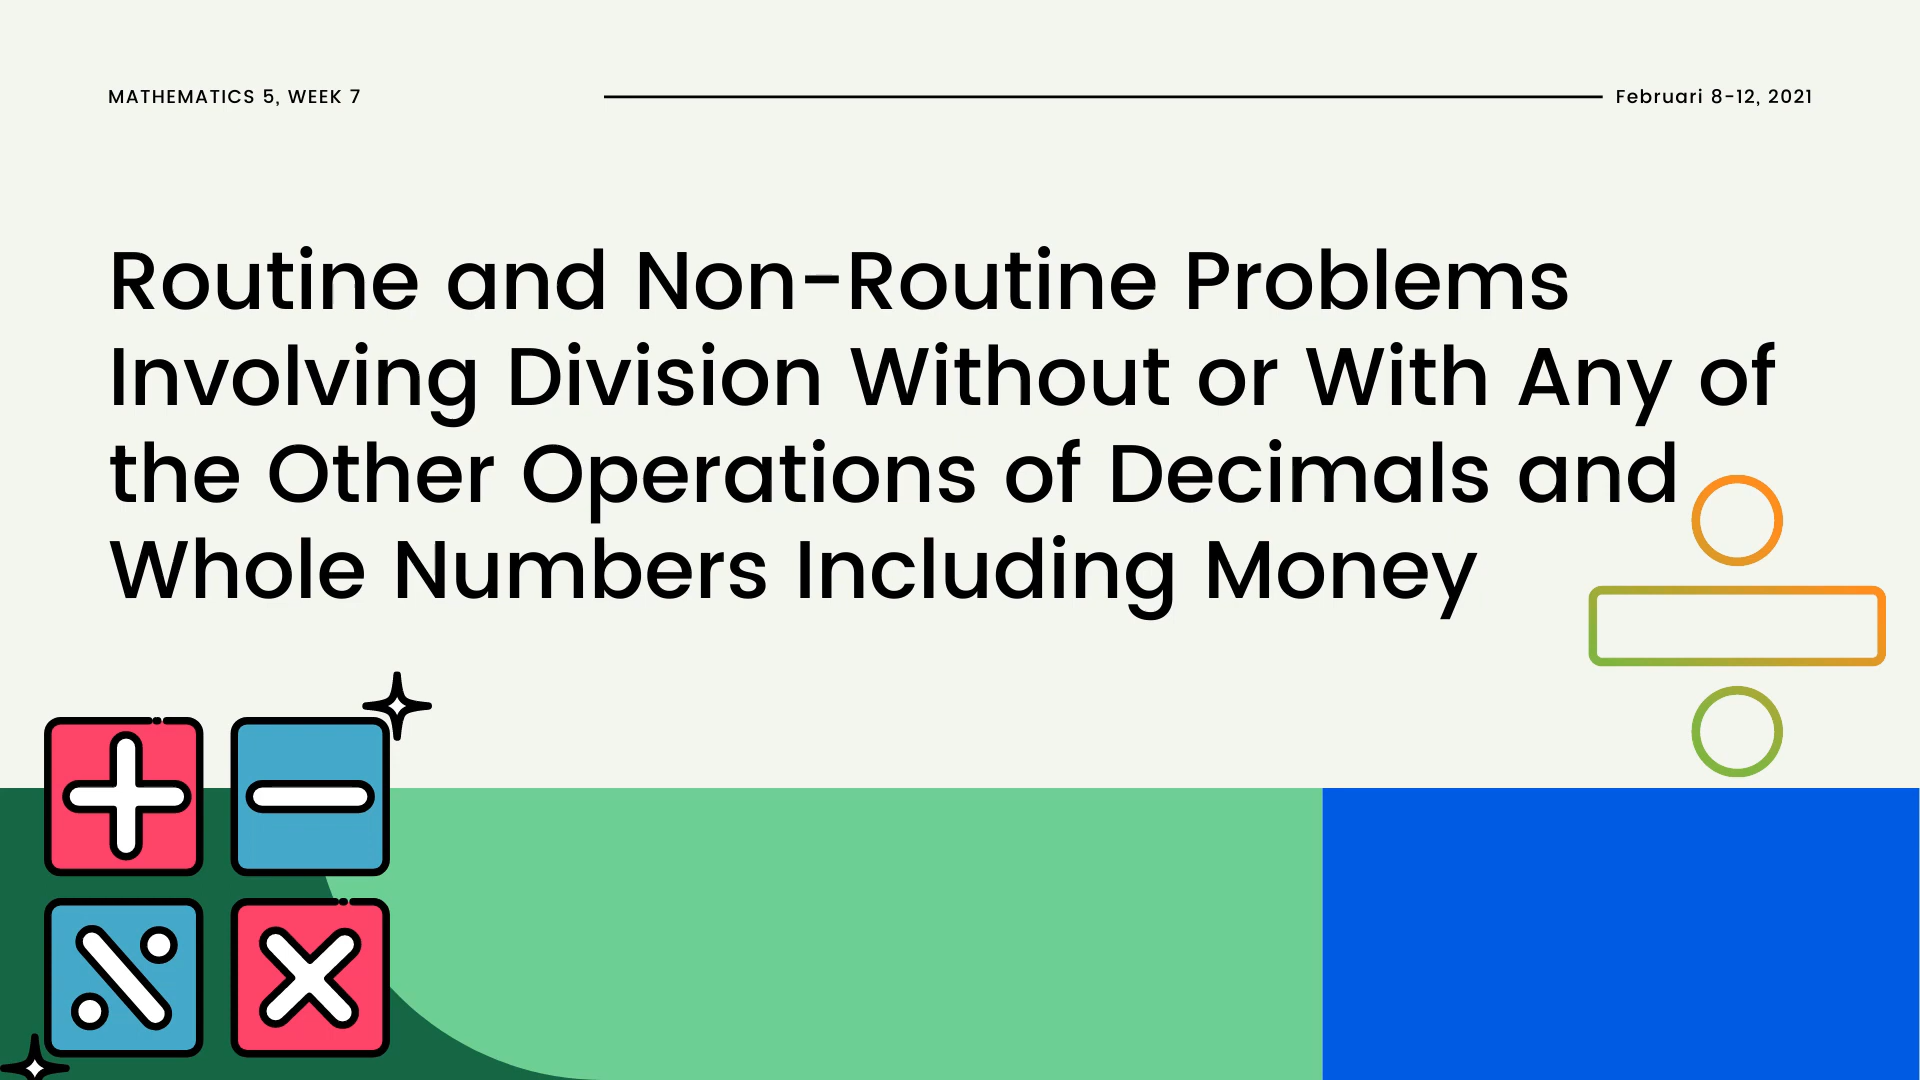 MATHEMATICS 5, WEEK 7
Februari 8-12, 2021
Routine and Non-Routine Problems
Involving Division Without or With Any of
the Other Operations of Decimals and
Whole Numbers Including Money